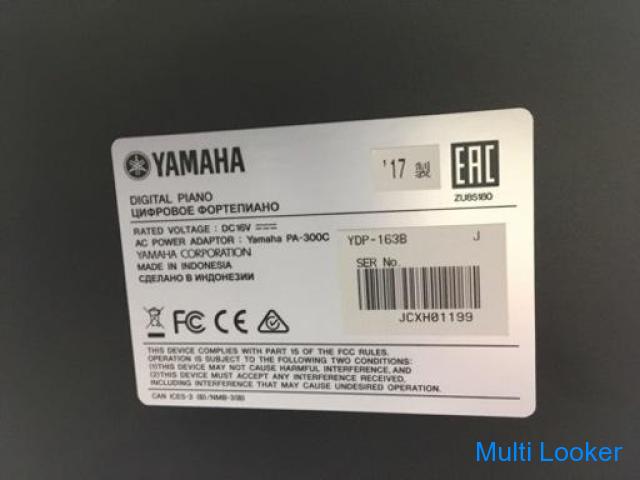 YAMAHA
'17
EAC
ZU85180
DIGITAL PIANO
ЦИФРОВОЕ ФОРТЕПИАНО
RATED VOLTAGE : DC16V
AC POWER ADAPTOR : Yamaha PA-300C
YAMAHA CORPORATION
MADE IN INDONESIA
СДЕЛАНО В ИНДОНЕЗИИ
YDP-163B J
SER No.
JCXH01199
FC CE
THIS DEVICE COMPLIES WITH PART 15 OF THE FCC RULES.
OPERATION IS SUBJECT TO THE FOLLOWING TWO CONDITIONS:
(1)THIS DEVICE MAY NOT CAUSE HARMFUL INTERFERENCE, AND
(2)THIS DEVICE MUST ACCEPT ANY INTERFERENCE RECEIVED,
INCLUDING INTERFERENCE THAT MAY CAUSE UNDESIRED OPERATION.
CAN ICES-3 (B)/NMB-3(B)
Multi Looker